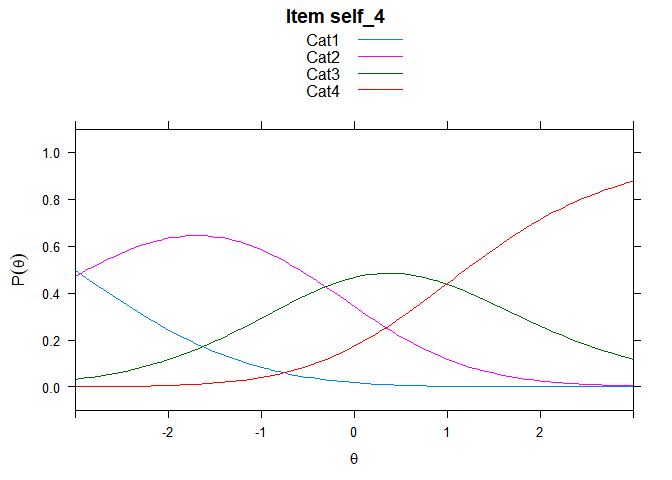 Item self_4
Cat1
Cat2
Cat3
Cat4
P(θ)
1.0
0.8
0.6
0.4
0.2
0.0
-2 -1 0 1 2
θ